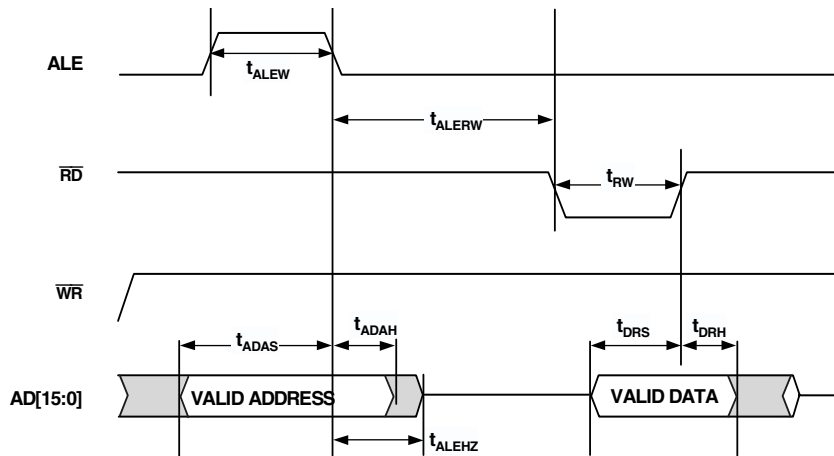 ALE
tALEW
tALERW
RD
tRW
WR
tADAS
tADAH
tDRS
tDRH
AD[15:0]
VALID ADDRESS
VALID DATA
tALEHZ